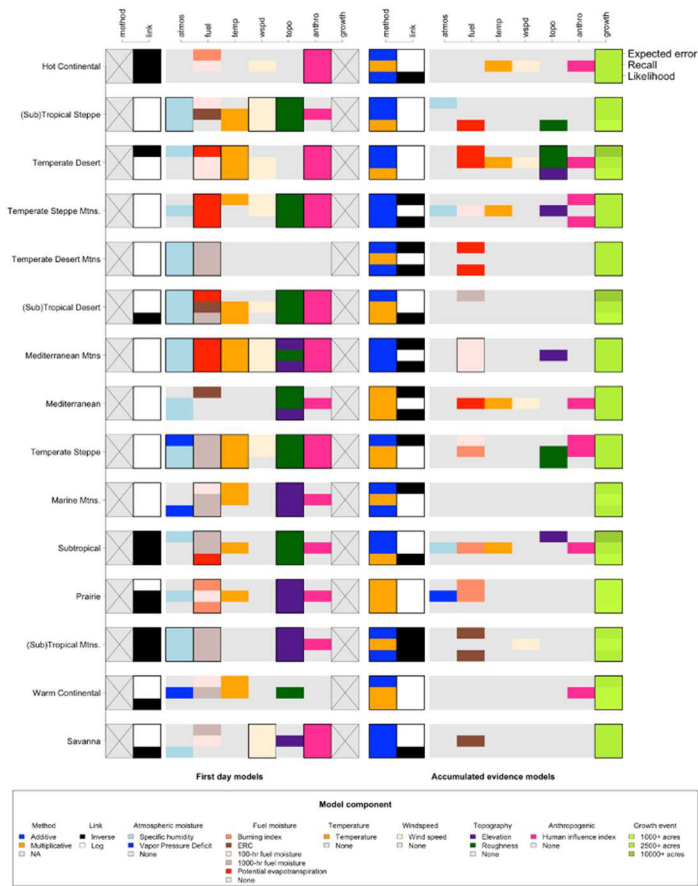 method link atmos fuel temp wspd topo anthro growth method link atmos fuel temp wspd topo anthro growth
Hot Continental
Expected error
Recall
Likelihood
(Sub)Tropical Steppe
Temperate Desert
Temperate Steppe Mtns.
Temperate Desert Mtns
(Sub)Tropical Desert
Mediterranean Mtns
Mediterranean
Temperate Steppe
Marine Mtns.
Subtropical
Prairie
(Sub)Tropical Mtns.
Warm Continental
Savanna
First day models Accumulated evidence models
Model component
Method Link Atmospheric moisture Fuel moisture Temperature Windspeed Topography Anthropogenic Growth event
Additive Inverse Specific humidity Burning index Temperature Wind speed Elevation Human influence index 1000+ acres
Multiplicative Log Vapor Pressure Deficit ERC None None Roughness None 2500+ acres
NA None 100-hr fuel moisture None 10000+ acres
1000-hr fuel moisture
Potential evapotranspiration
None